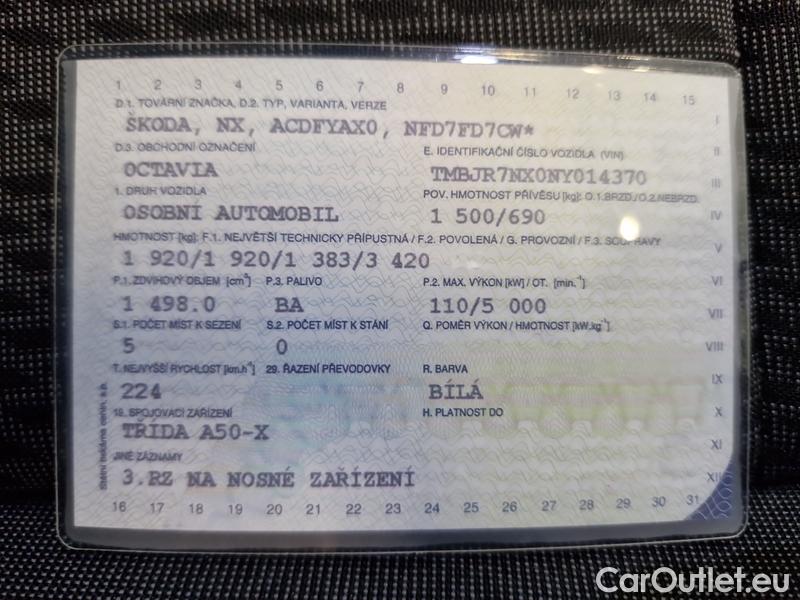 1 2 3 4 5 6 7 8 9 10 11 12 13 14 15
D.1. TOVÁRNÍ ZNAČKA, D.2. TYP, VARIANTA, VERZE
I
ŠKODA, NX, ACDFYAX0, NFD7FD7CW*
D.3. OBCHODNÍ OZNAČENÍ E. IDENTIFIKAČNÍ ČÍSLO VOZIDLA (VIN)
II
OCTAVIA TMBJR7NX0NY014370
III
1. DRUH VOZIDLA POV. HMOTNOST PŘÍVĚSU [kg]: O.1.BRZD./O.2.NEBRZD.
OSOBNÍ AUTOMOBIL 1 500/690
IV
HMOTNOST [kg]: F.1. NEJVĚTŠÍ TECHNICKY PŘÍPUSTNÁ / F.2. POVOLENÁ / G. PROVOZNÍ / F.3. SOUPRAVY
V
1 920/1 920/1 383/3 420
P.1. ZDVIHOVÝ OBJEM [cm³] P.3. PALIVO P.2. MAX. VÝKON [kW] / OT. [min.⁻¹]
VI
1 498.0 BA 110/5 000
VII
S.1. POČET MÍST K SEZENÍ S.2. POČET MÍST K STÁNÍ Q. POMĚR VÝKON / HMOTNOST [kW.kg⁻¹]
5 0
VIII
T. NEJVYŠŠÍ RYCHLOST [km.h⁻¹] 29. ŘAZENÍ PŘEVODOVKY R. BARVA
IX
224 BÍLÁ
19. SPOJOVACÍ ZAŘÍZENÍ H. PLATNOST DO
X
TŘÍDA A50-X
XI
JINÉ ZÁZNAMY
3.RZ NA NOSNÉ ZAŘÍZENÍ
XII
16 17 18 19 20 21 22 23 24 25 26 27 28 29 30 31
Státní tiskárna cenin, s.p.
CarOutlet.eu